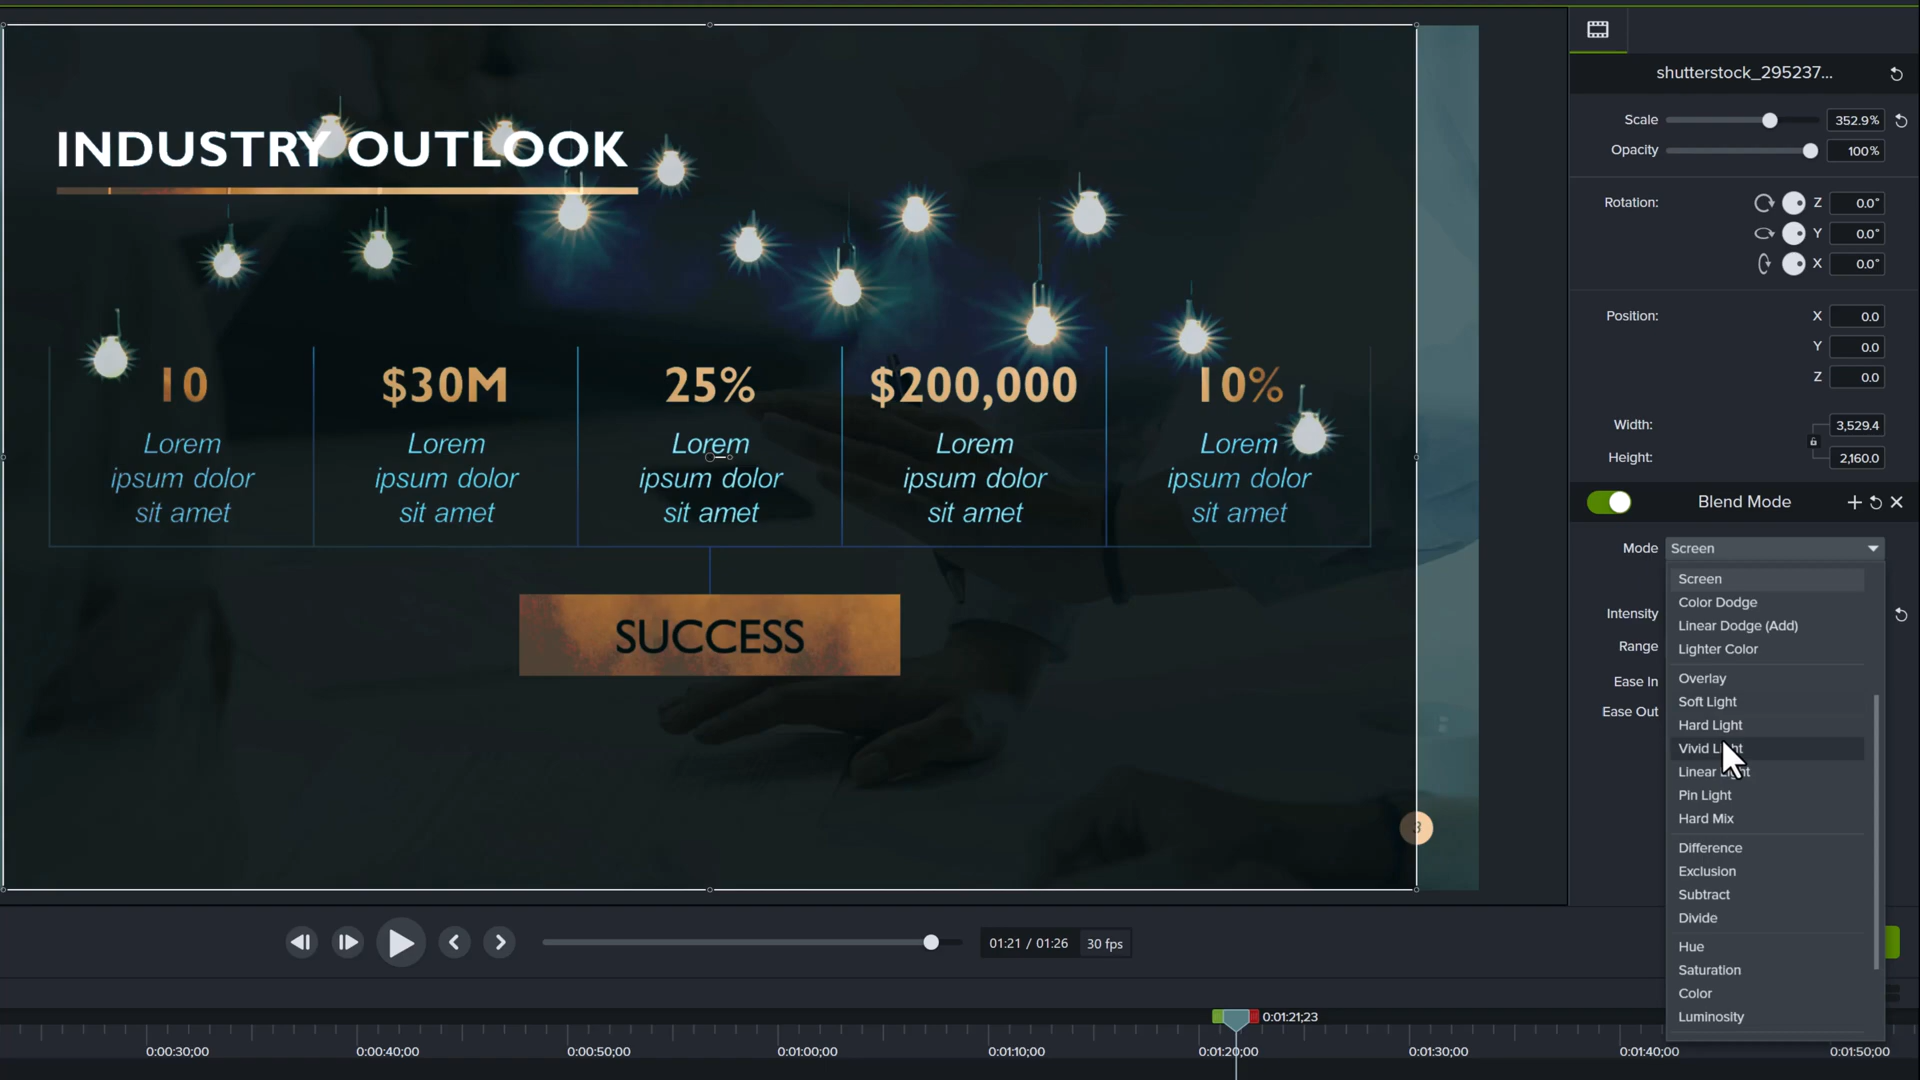 shutterstock_295237...
Scale 352.9%
Opacity 100%
Rotation: Z 0.0°
Y 0.0°
X 0.0°
Position: X 0.0
Y 0.0
Z 0.0
Width: 3,529.4
Height: 2,160.0
Blend Mode
Mode Screen
Screen
Color Dodge
Intensity
Linear Dodge (Add)
Range
Lighter Color
Ease In
Overlay
Ease Out
Soft Light
Hard Light
Vivid Light
Linear Light
Pin Light
Hard Mix
Difference
Exclusion
Subtract
Divide
Hue
Saturation
Color
Luminosity
INDUSTRY OUTLOOK
10
Lorem
ipsum dolor
sit amet
$30M
Lorem
ipsum dolor
sit amet
25%
Lorem
ipsum dolor
sit amet
$200,000
Lorem
ipsum dolor
sit amet
10%
Lorem
ipsum dolor
sit amet
SUCCESS
3
01:21 / 01:26 30 fps
0:01:21;23
0:00:30;00 0:00:40;00 0:00:50;00 0:01:00;00 0:01:10;00 0:01:20;00 0:01:30;00 0:01:40;00 0:01:50;00